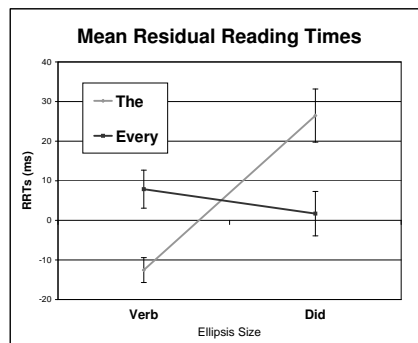 Mean Residual Reading Times
40
30
20
10
0
-10
-20
RRTs (ms)
The
Every
Verb Did
Ellipsis Size